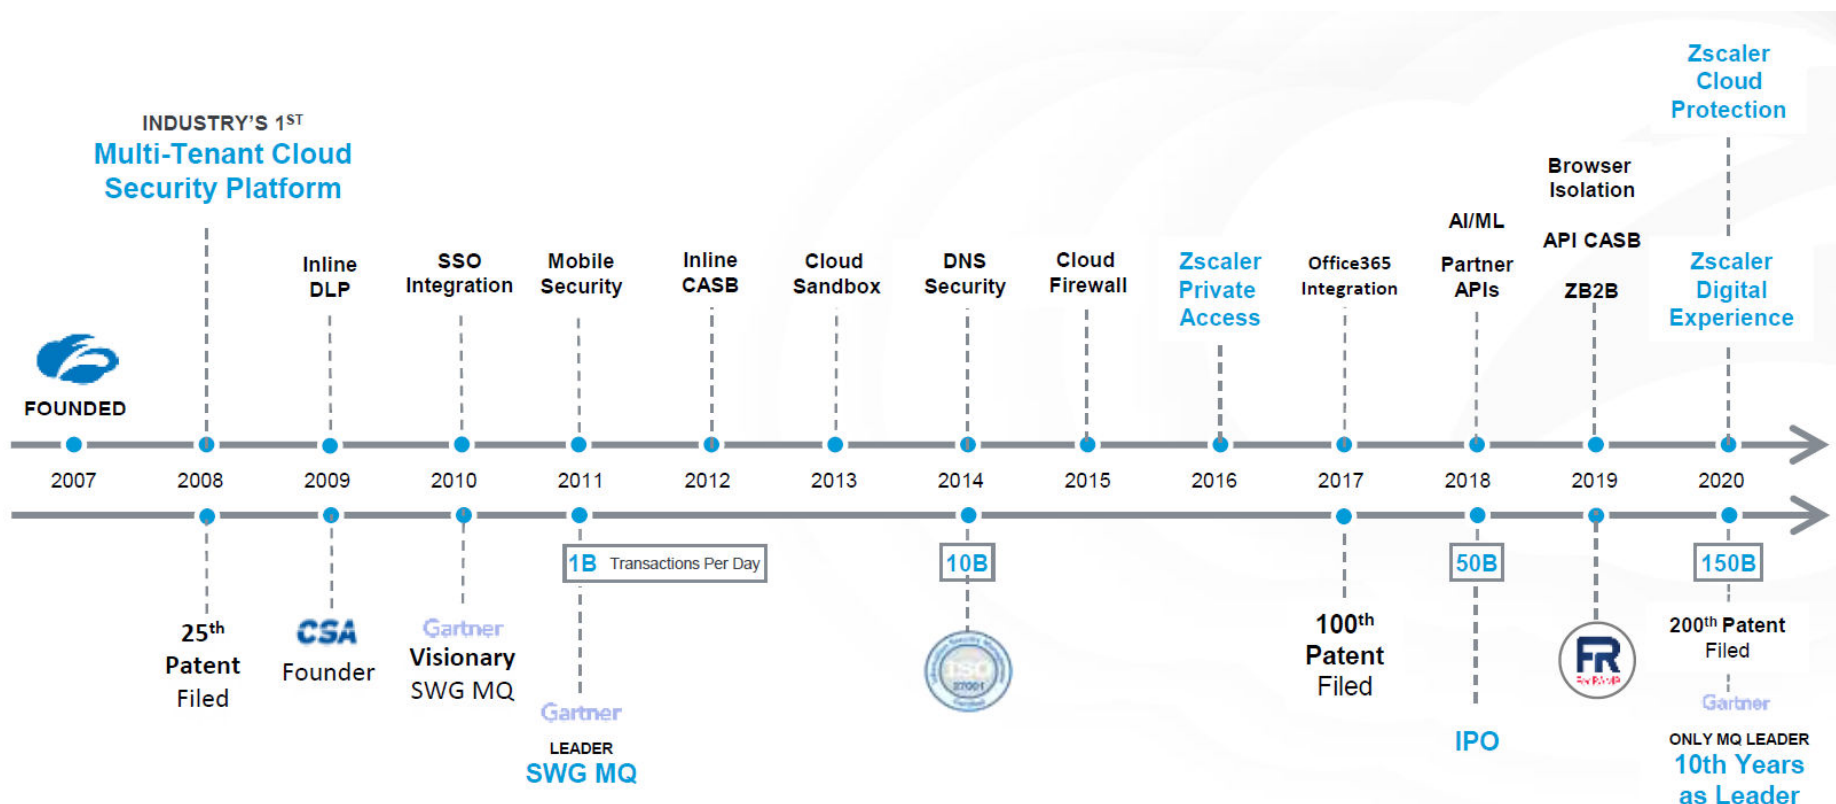 INDUSTRY'S 1ST
Multi-Tenant Cloud
Security Platform
Zscaler
Cloud
Protection
Browser
Isolation
API CASB
ZB2B
AI/ML
Partner
APIs
Inline
DLP
SSO
Integration
Mobile
Security
Inline
CASB
Cloud
Sandbox
DNS
Security
Cloud
Firewall
Zscaler
Private
Access
Office365
Integration
Zscaler
Digital
Experience
FOUNDED
2007
2008
2009
2010
2011
2012
2013
2014
2015
2016
2017
2018
2019
2020
1B Transactions Per Day
10B
50B
150B
25th
Patent
Filed
CSA
Founder
Gartner
Visionary
SWG MQ
Gartner
LEADER
SWG MQ
ISO
27001
100th
Patent
Filed
IPO
FR
FedRAMP
200th Patent
Filed
Gartner
ONLY MQ LEADER
10th Years
as Leader